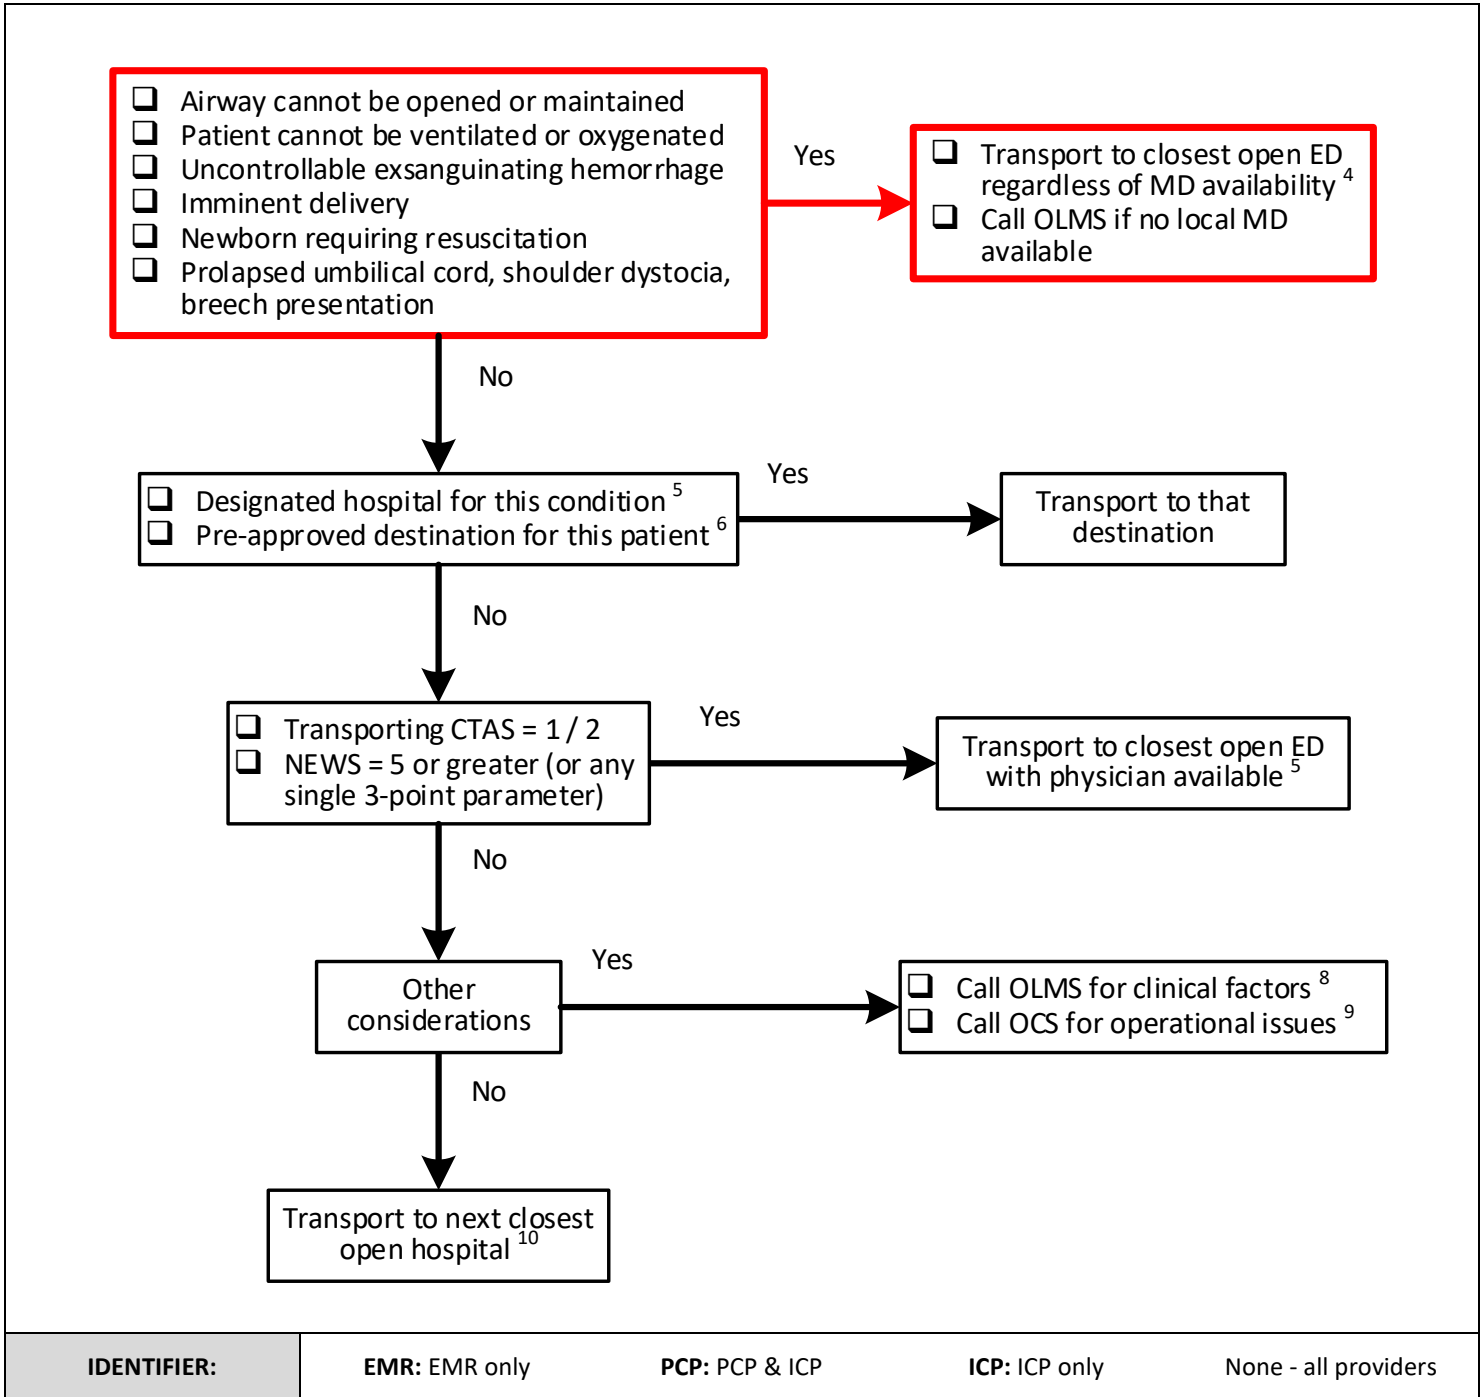 ❑ Airway cannot be opened or maintained
❑ Patient cannot be ventilated or oxygenated
❑ Uncontrollable exsanguinating hemorrhage
❑ Imminent delivery
❑ Newborn requiring resuscitation
❑ Prolapsed umbilical cord, shoulder dystocia,
breech presentation
Yes
❑ Transport to closest open ED
regardless of MD availability 4
❑ Call OLMS if no local MD
available
No
❑ Designated hospital for this condition 5
❑ Pre-approved destination for this patient 6
Yes
Transport to that
destination
No
❑ Transporting CTAS = 1 / 2
❑ NEWS = 5 or greater (or any
single 3-point parameter)
Yes
Transport to closest open ED
with physician available 5
No
Other
considerations
Yes
❑ Call OLMS for clinical factors 8
❑ Call OCS for operational issues 9
No
Transport to next closest
open hospital 10
IDENTIFIER: EMR: EMR only PCP: PCP & ICP ICP: ICP only None - all providers